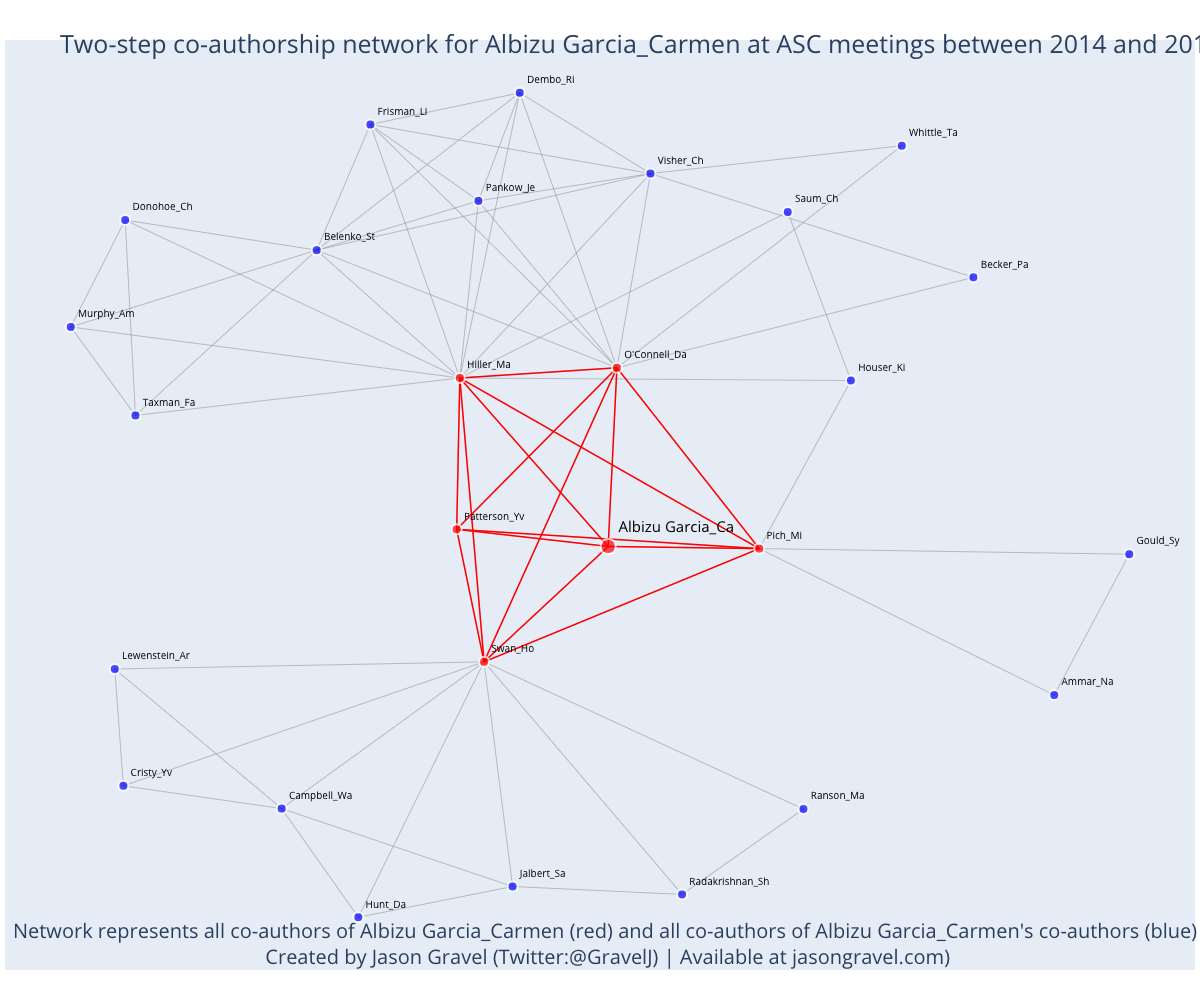 Two-step co-authorship network for Albizu Garcia_Carmen at ASC meetings between 2014 and 201
Dembo_Ri
Frisman_Li
Whittle_Ta
Visher_Ch
Pankow_Je
Saum_Ch
Donohoe_Ch
Belenko_St
Becker_Pa
Murphy_Am
O'Connell_Da
Hiller_Ma
Houser_Ki
Taxman_Fa
Patterson_Yv
Albizu Garcia_Ca
Pich_Mi
Gould_Sy
Swan_Ho
Lewenstein_Ar
Ammar_Na
Cristy_Yv
Campbell_Wa
Ranson_Ma
Jalbert_Sa
Radakrishnan_Sh
Hunt_Da
Network represents all co-authors of Albizu Garcia_Carmen (red) and all co-authors of Albizu Garcia_Carmen's co-authors (blue)
Created by Jason Gravel (Twitter:@GravelJ) | Available at jasongravel.com)